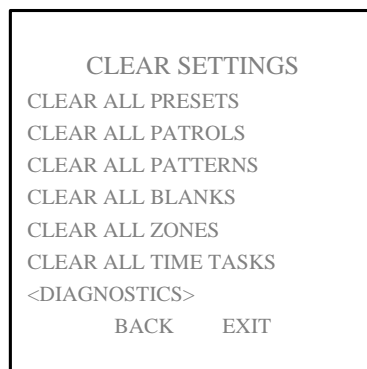 CLEAR SETTINGS
CLEAR ALL PRESETS
CLEAR ALL PATROLS
CLEAR ALL PATTERNS
CLEAR ALL BLANKS
CLEAR ALL ZONES
CLEAR ALL TIME TASKS
<DIAGNOSTICS>
BACK EXIT